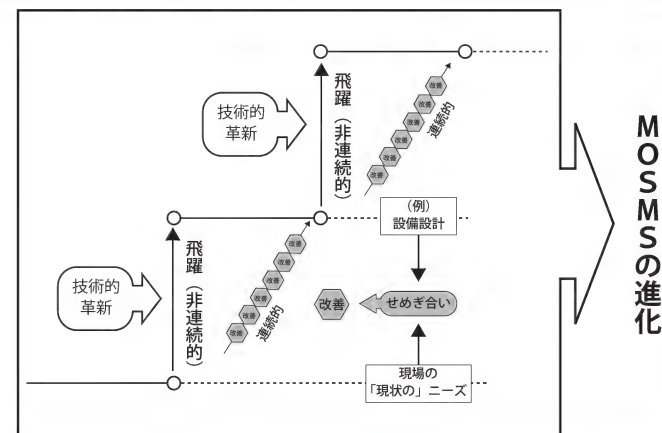 技術的
革新
飛躍（非連続的）
改善
改善
改善
改善
改善
改善
連続的
技術的
革新
飛躍（非連続的）
改善
改善
改善
改善
改善
改善
連続的
（例）
設備設計
改善
せめぎ合い
現場の
「現状の」ニーズ
MOSMSの進化